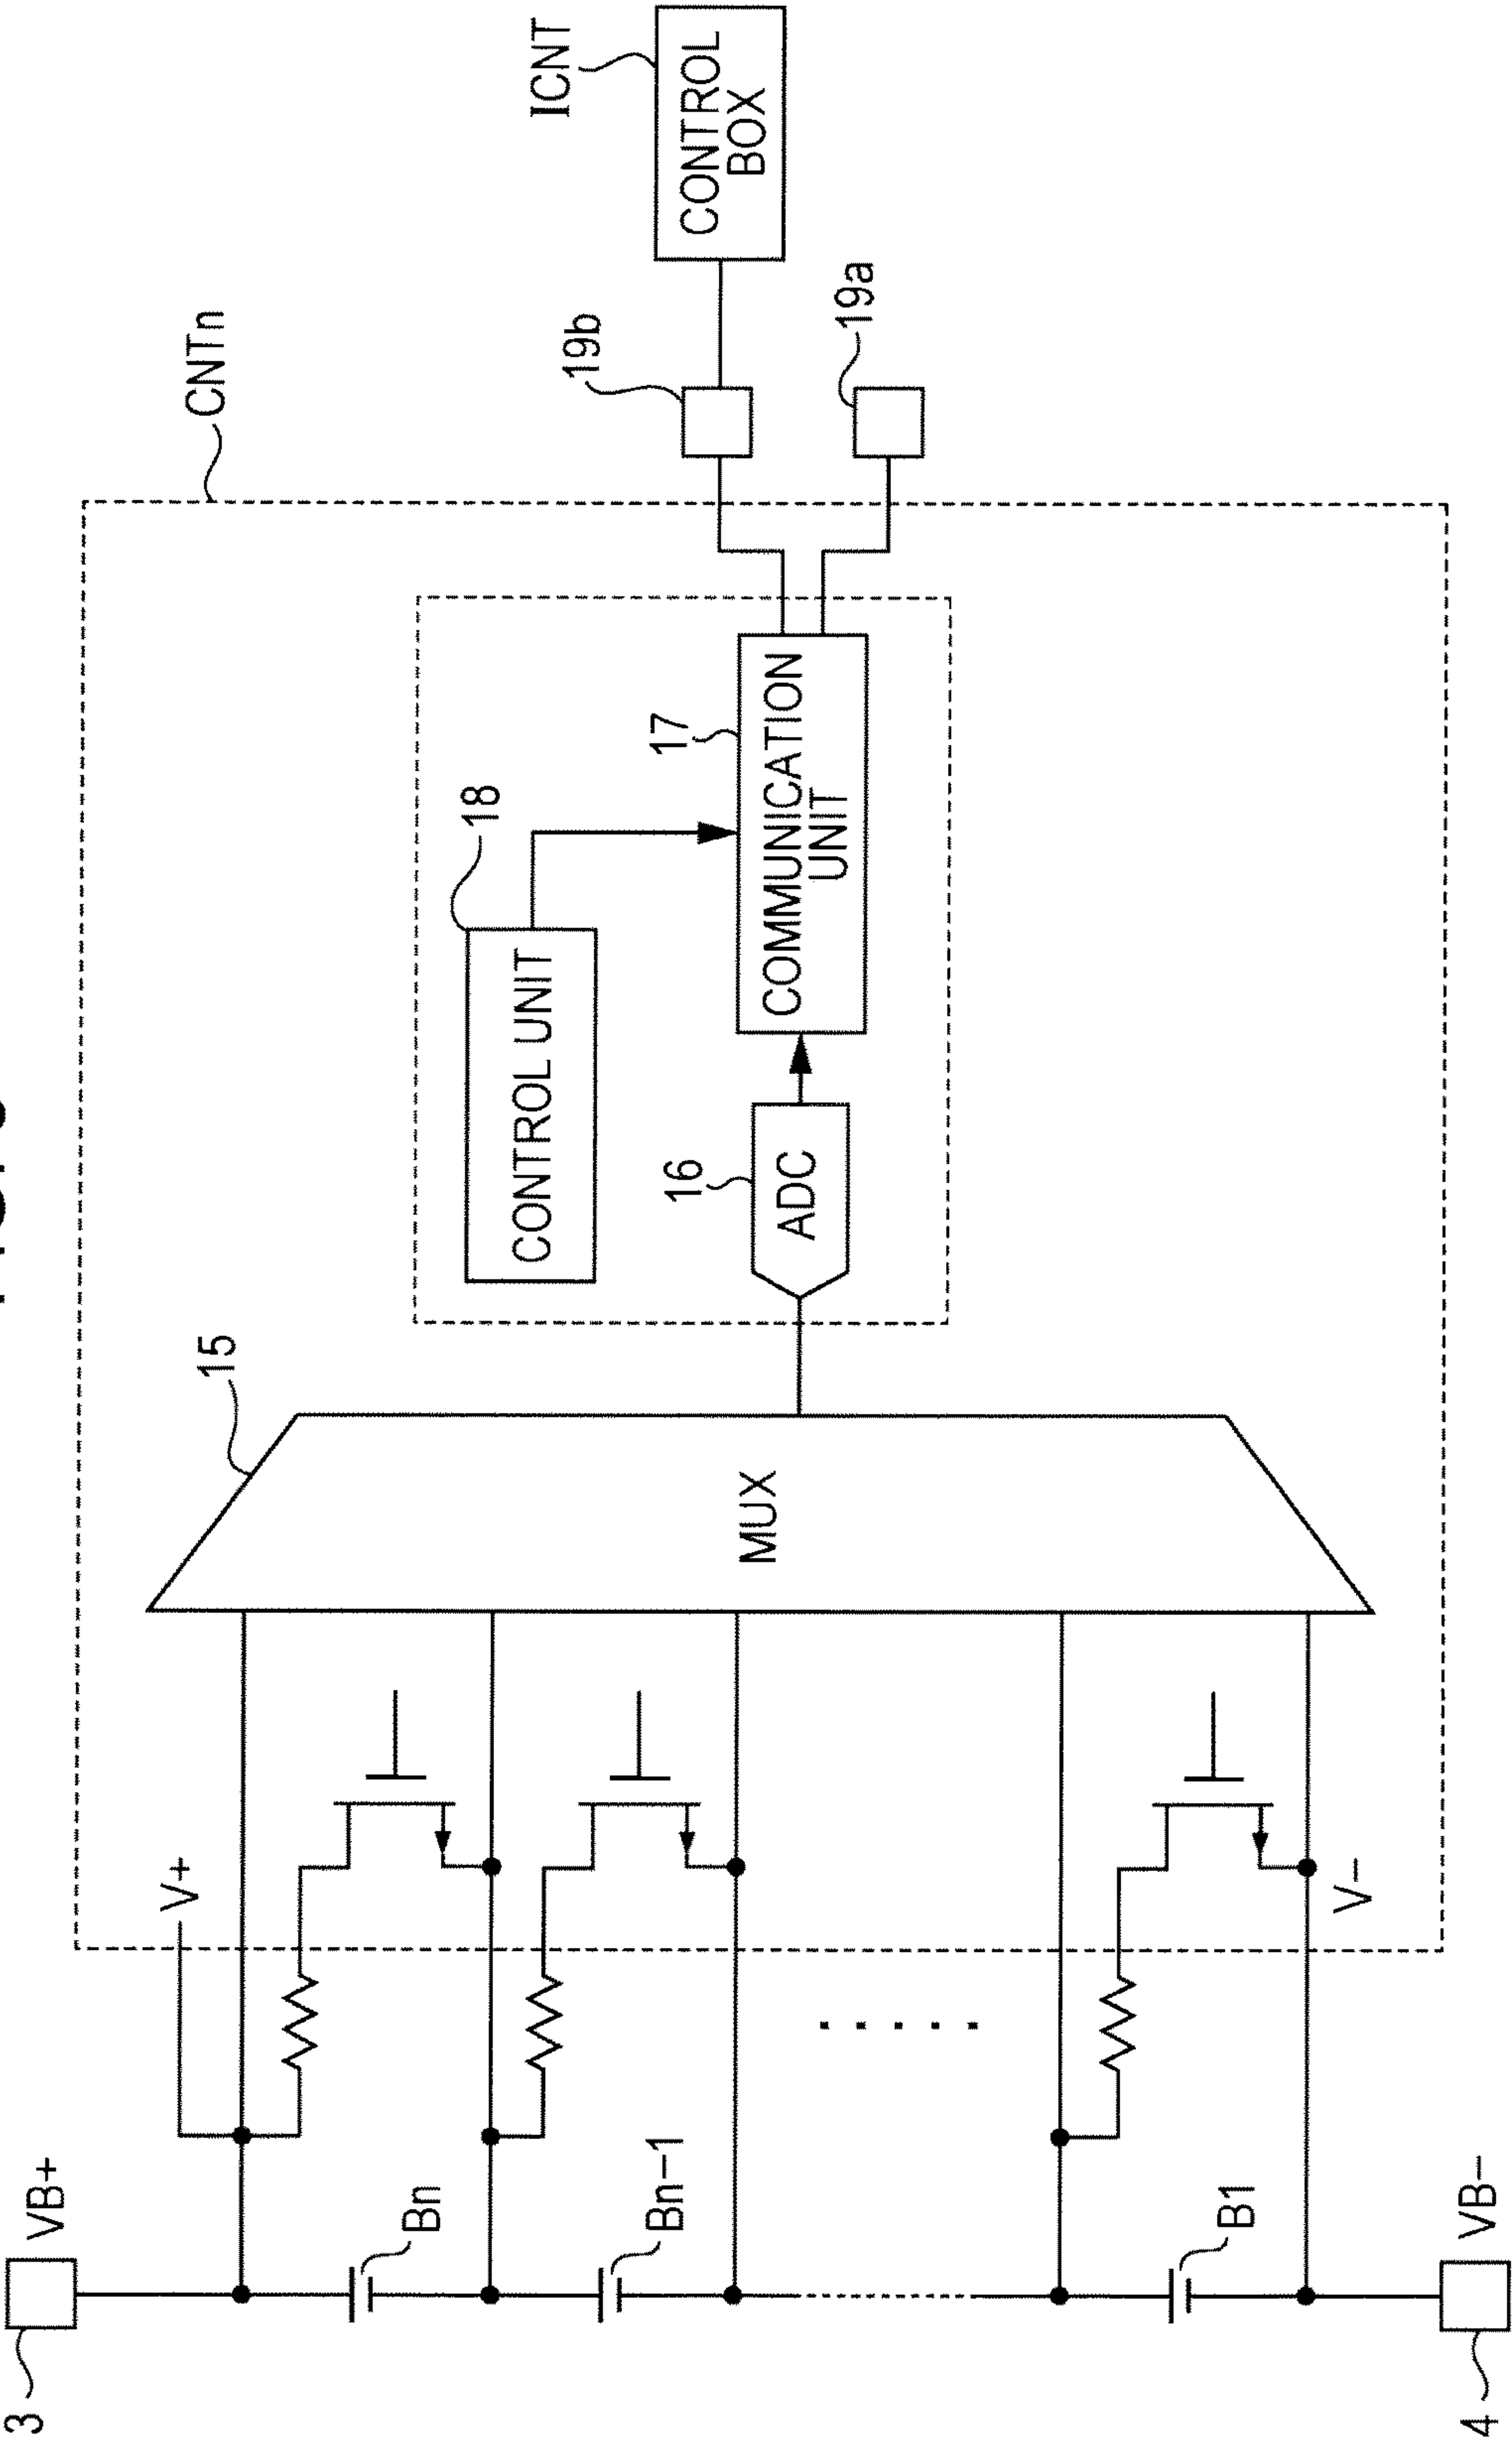 VB+
3
V+
15
CNTn
18
CONTROL UNIT
ICNT
19b
17
Bn
16
CONTROL
BOX
Bn-1
MUX
ADC
COMMUNICATION
UNIT
19a
B1
V-
VB-
4